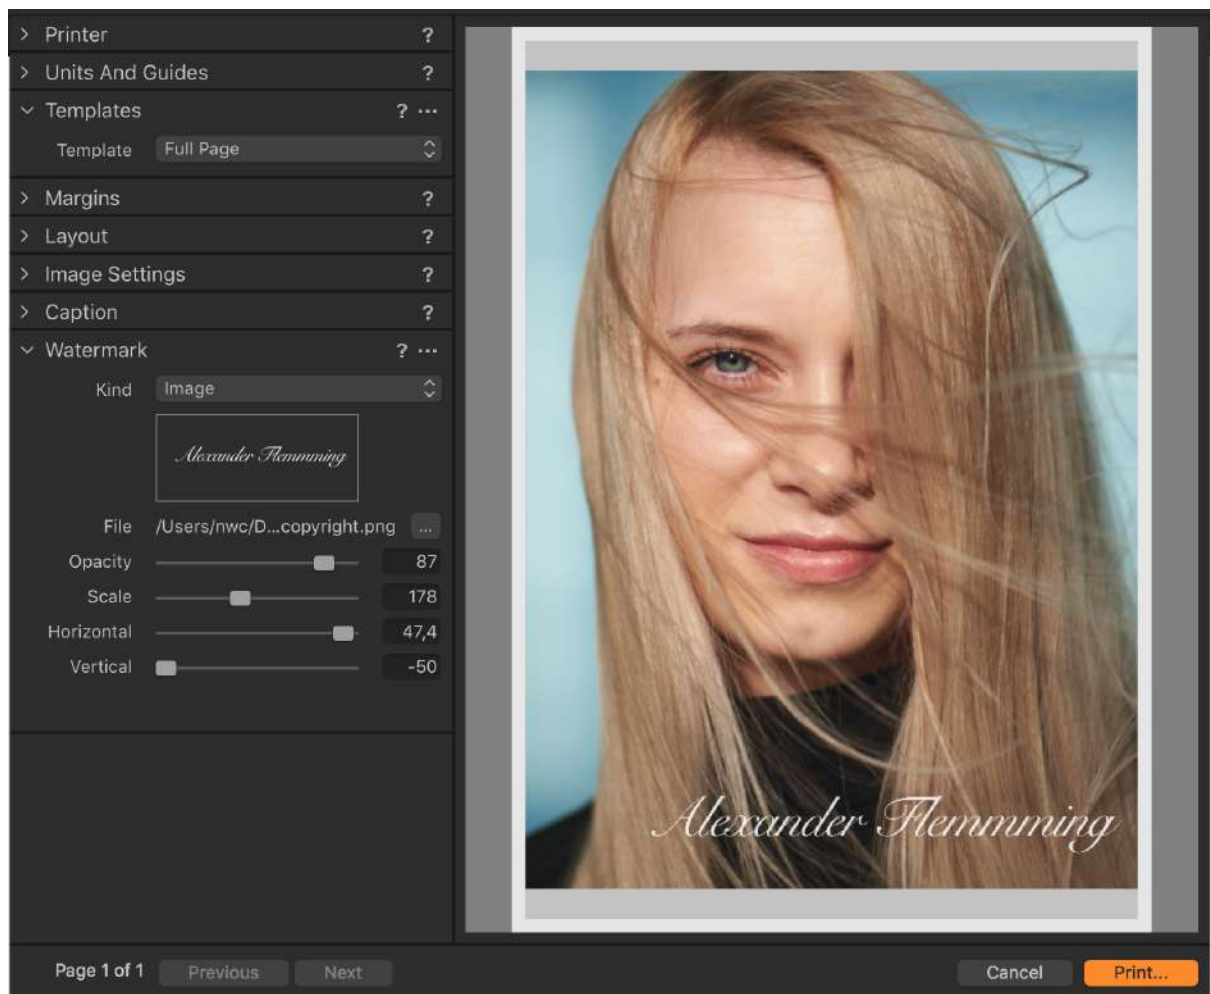 Printer ?
Units And Guides ?
Templates ? ...
Template Full Page
Margins ?
Layout ?
Image Settings ?
Caption ?
Watermark ? ...
Kind Image
Alexander Flemmming
File /Users/nwc/D...copyright.png ...
Opacity 87
Scale 178
Horizontal 47,4
Vertical -50
Alexander Flemmming
Page 1 of 1 Previous Next Cancel Print...